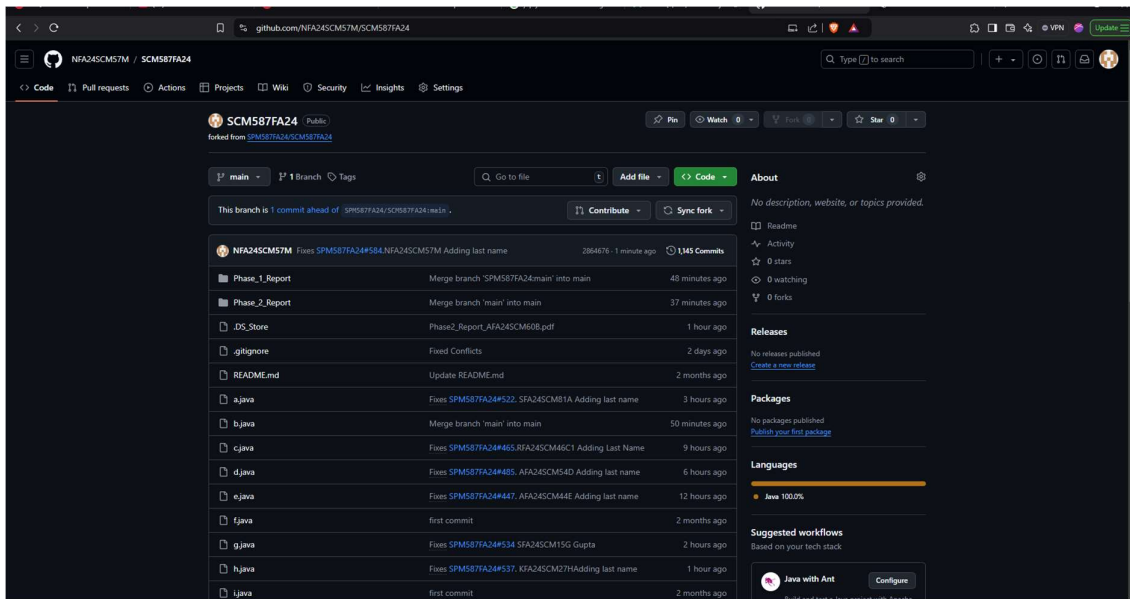 github.com/NFA24SCM57M/SCM587FA24
VPN
Update
NFA24SCM57M / SCM587FA24
Type / to search
Code Pull requests Actions Projects Wiki Security Insights Settings
SCM587FA24 Public
Pin Watch 0 Fork 0 Star 0
forked from SPM587FA24/SCM587FA24
main 1 Branch Tags Go to file t Add file Code
This branch is 1 commit ahead of SPM587FA24/SCM587FA24:main .
Contribute Sync fork
NFA24SCM57M Fixes SPM587FA24#584.NFA24SCM57M Adding last name 2864676 · 1 minute ago 1,145 Commits
Phase_1_Report Merge branch 'SPM587FA24:main' into main 48 minutes ago
Phase_2_Report Merge branch 'main' into main 37 minutes ago
.DS_Store Phase2_Report_AFA24SCM60B.pdf 1 hour ago
.gitignore Fixed Conflicts 2 days ago
README.md Update README.md 2 months ago
a.java Fixes SPM587FA24#522. SFA24SCM81A Adding last name 3 hours ago
b.java Merge branch 'main' into main 50 minutes ago
c.java Fixes SPM587FA24#465.RFA24SCM46C1 Adding Last Name 9 hours ago
d.java Fixes SPM587FA24#485. AFA24SCM54D Adding last name 6 hours ago
e.java Fixes SPM587FA24#447. AFA24SCM44E Adding last name 12 hours ago
f.java first commit 2 months ago
g.java Fixes SPM587FA24#534 SFA24SCM15G Gupta 2 hours ago
h.java Fixes SPM587FA24#537. KFA24SCM27HAdding last name 1 hour ago
i.java first commit 2 months ago
About
No description, website, or topics provided.
Readme
Activity
0 stars
0 watching
0 forks
Releases
No releases published
Create a new release
Packages
No packages published
Publish your first package
Languages
Java 100.0%
Suggested workflows
Based on your tech stack
Java with Ant Configure